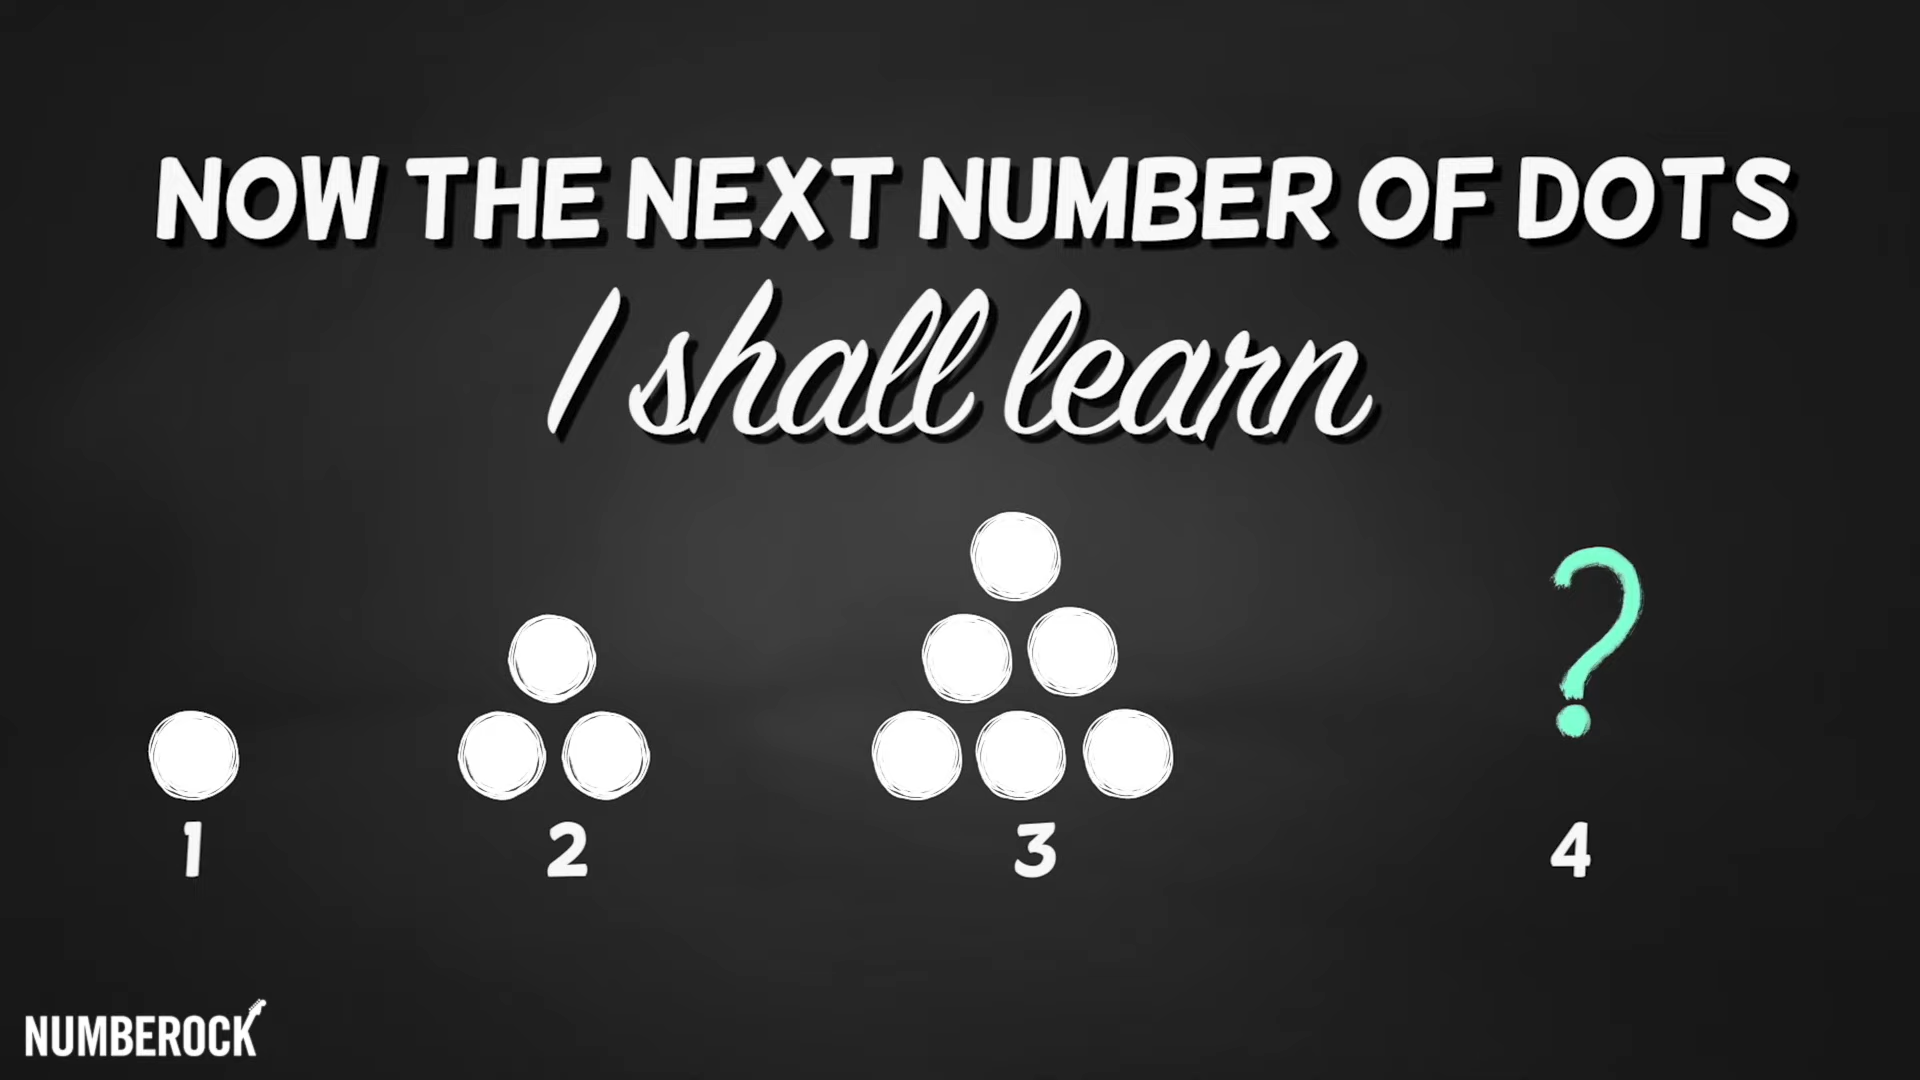 NOW THE NEXT NUMBER OF DOTS
I shall learn
?
1 2 3 4
NUMBEROCK